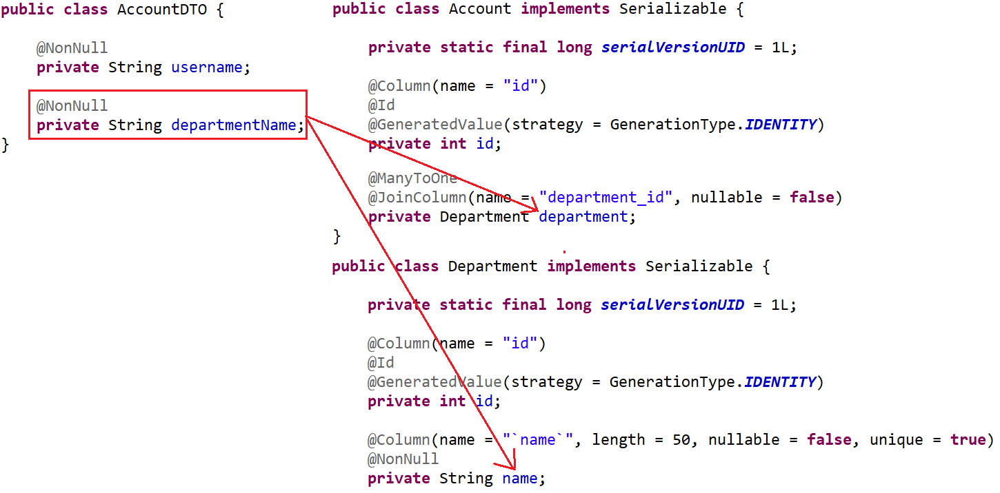 public class AccountDTO {
@NonNull
private String username;
@NonNull
private String departmentName;
}
public class Account implements Serializable {
private static final long serialVersionUID = 1L;
@Column(name = "id")
@Id
@GeneratedValue(strategy = GenerationType.IDENTITY)
private int id;
@ManyToOne
@JoinColumn(name = "department_id", nullable = false)
private Department department;
}
public class Department implements Serializable {
private static final long serialVersionUID = 1L;
@Column(name = "id")
@Id
@GeneratedValue(strategy = GenerationType.IDENTITY)
private int id;
@Column(name = "`name`", length = 50, nullable = false, unique = true)
@NonNull
private String name;